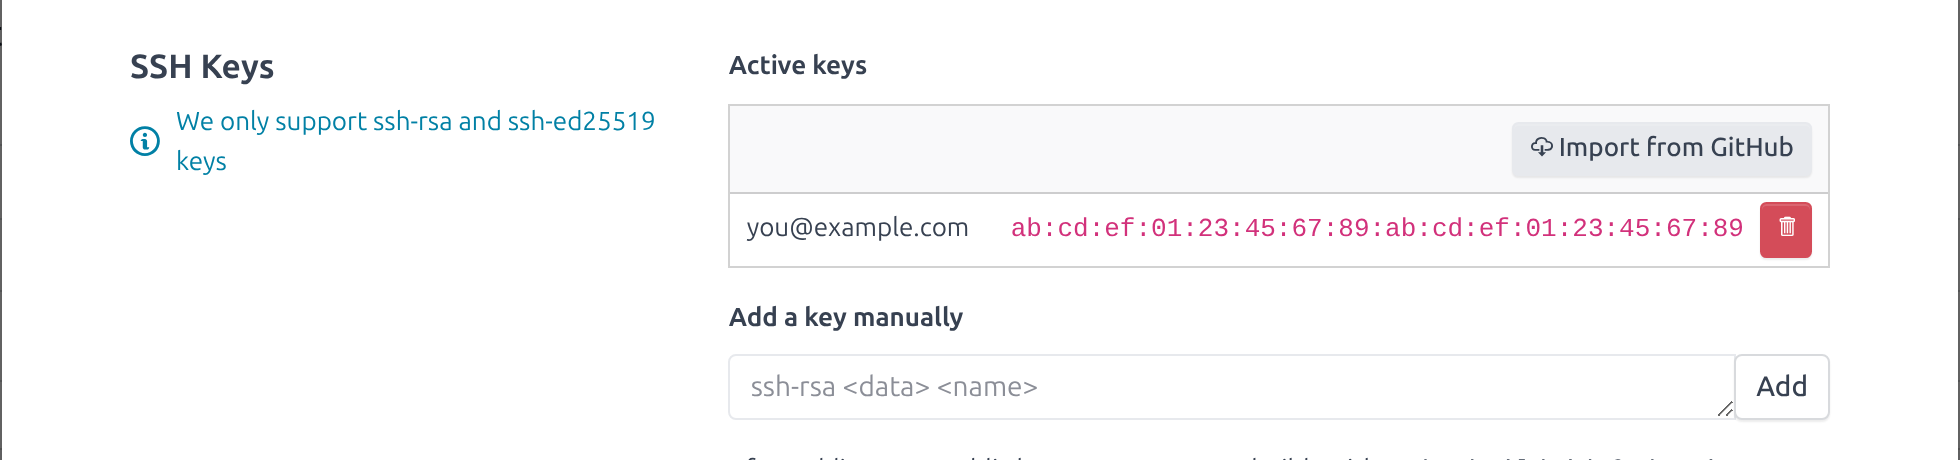 SSH Keys
We only support ssh-rsa and ssh-ed25519
keys
Active keys
Import from GitHub
you@example.com ab:cd:ef:01:23:45:67:89:ab:cd:ef:01:23:45:67:89
Add a key manually
ssh-rsa <data> <name>
Add